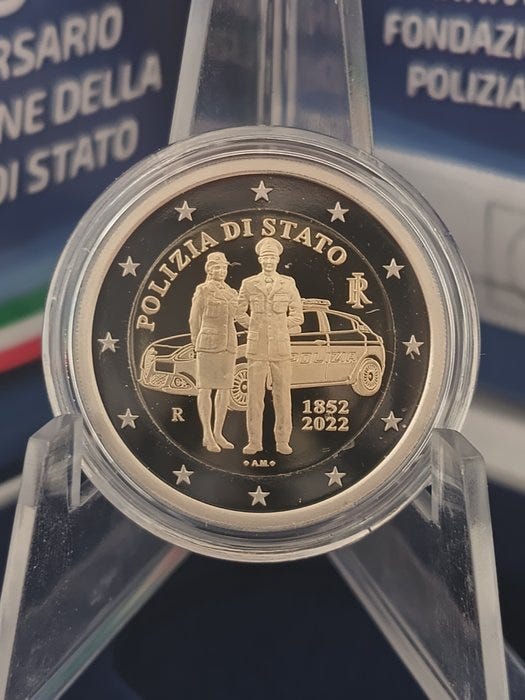 RSARIO
NE DELLA
DI STATO
FONDAZI
POLIZIA
POLIZIA DI STATO
RI
POLIZIA
R
1852
2022
A.M.